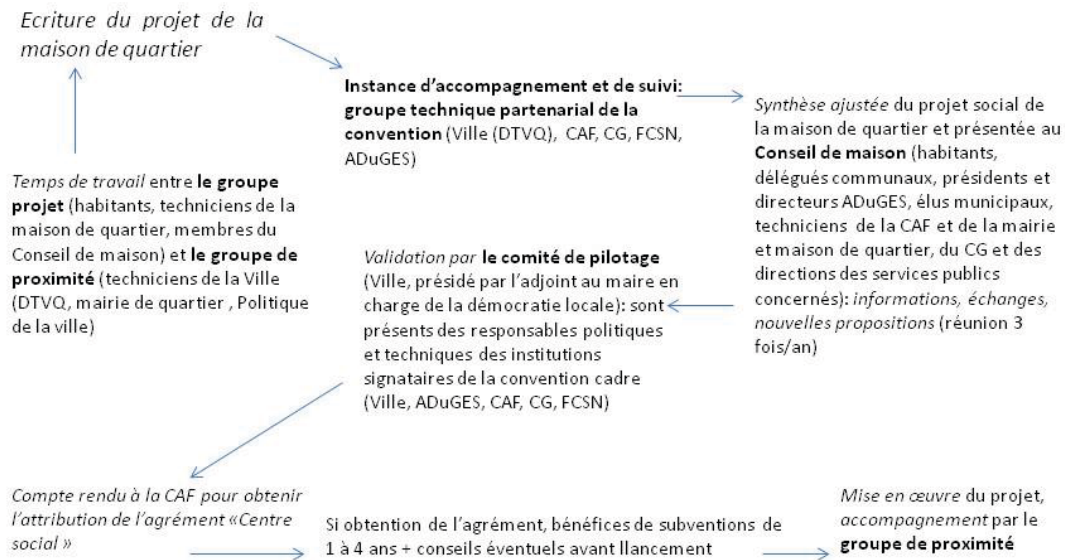 Ecriture du projet de la
maison de quartier
Temps de travail entre le groupe
projet (habitants, techniciens de la
maison de quartier, membres du
Conseil de maison) et le groupe de
proximité (techniciens de la Ville
(DTVQ, mairie de quartier , Politique
de la ville)
Instance d’accompagnement et de suivi:
groupe technique partenarial de la
convention (Ville (DTVQ), CAF, CG, FCSN,
ADuGES)
Synthèse ajustée du projet social de
la maison de quartier et présentée au
Conseil de maison (habitants,
délégués communaux, présidents et
directeurs ADuGES, élus municipaux,
techniciens de la CAF et de la mairie
et maison de quartier, du CG et des
directions des services publics
concernés): informations, échanges,
nouvelles propositions (réunion 3
fois/an)
Validation par le comité de pilotage
(Ville, présidé par l’adjoint au maire en
charge de la démocratie locale): sont
présents des responsables politiques
et techniques des institutions
signataires de la convention cadre
(Ville, ADuGES, CAF, CG, FCSN)
Compte rendu à la CAF pour obtenir
l’attribution de l’agrément «Centre
social »
Si obtention de l’agrément, bénéfices de subventions de
1 à 4 ans + conseils éventuels avant llancement
Mise en œuvre du projet,
accompagnement par le
groupe de proximité